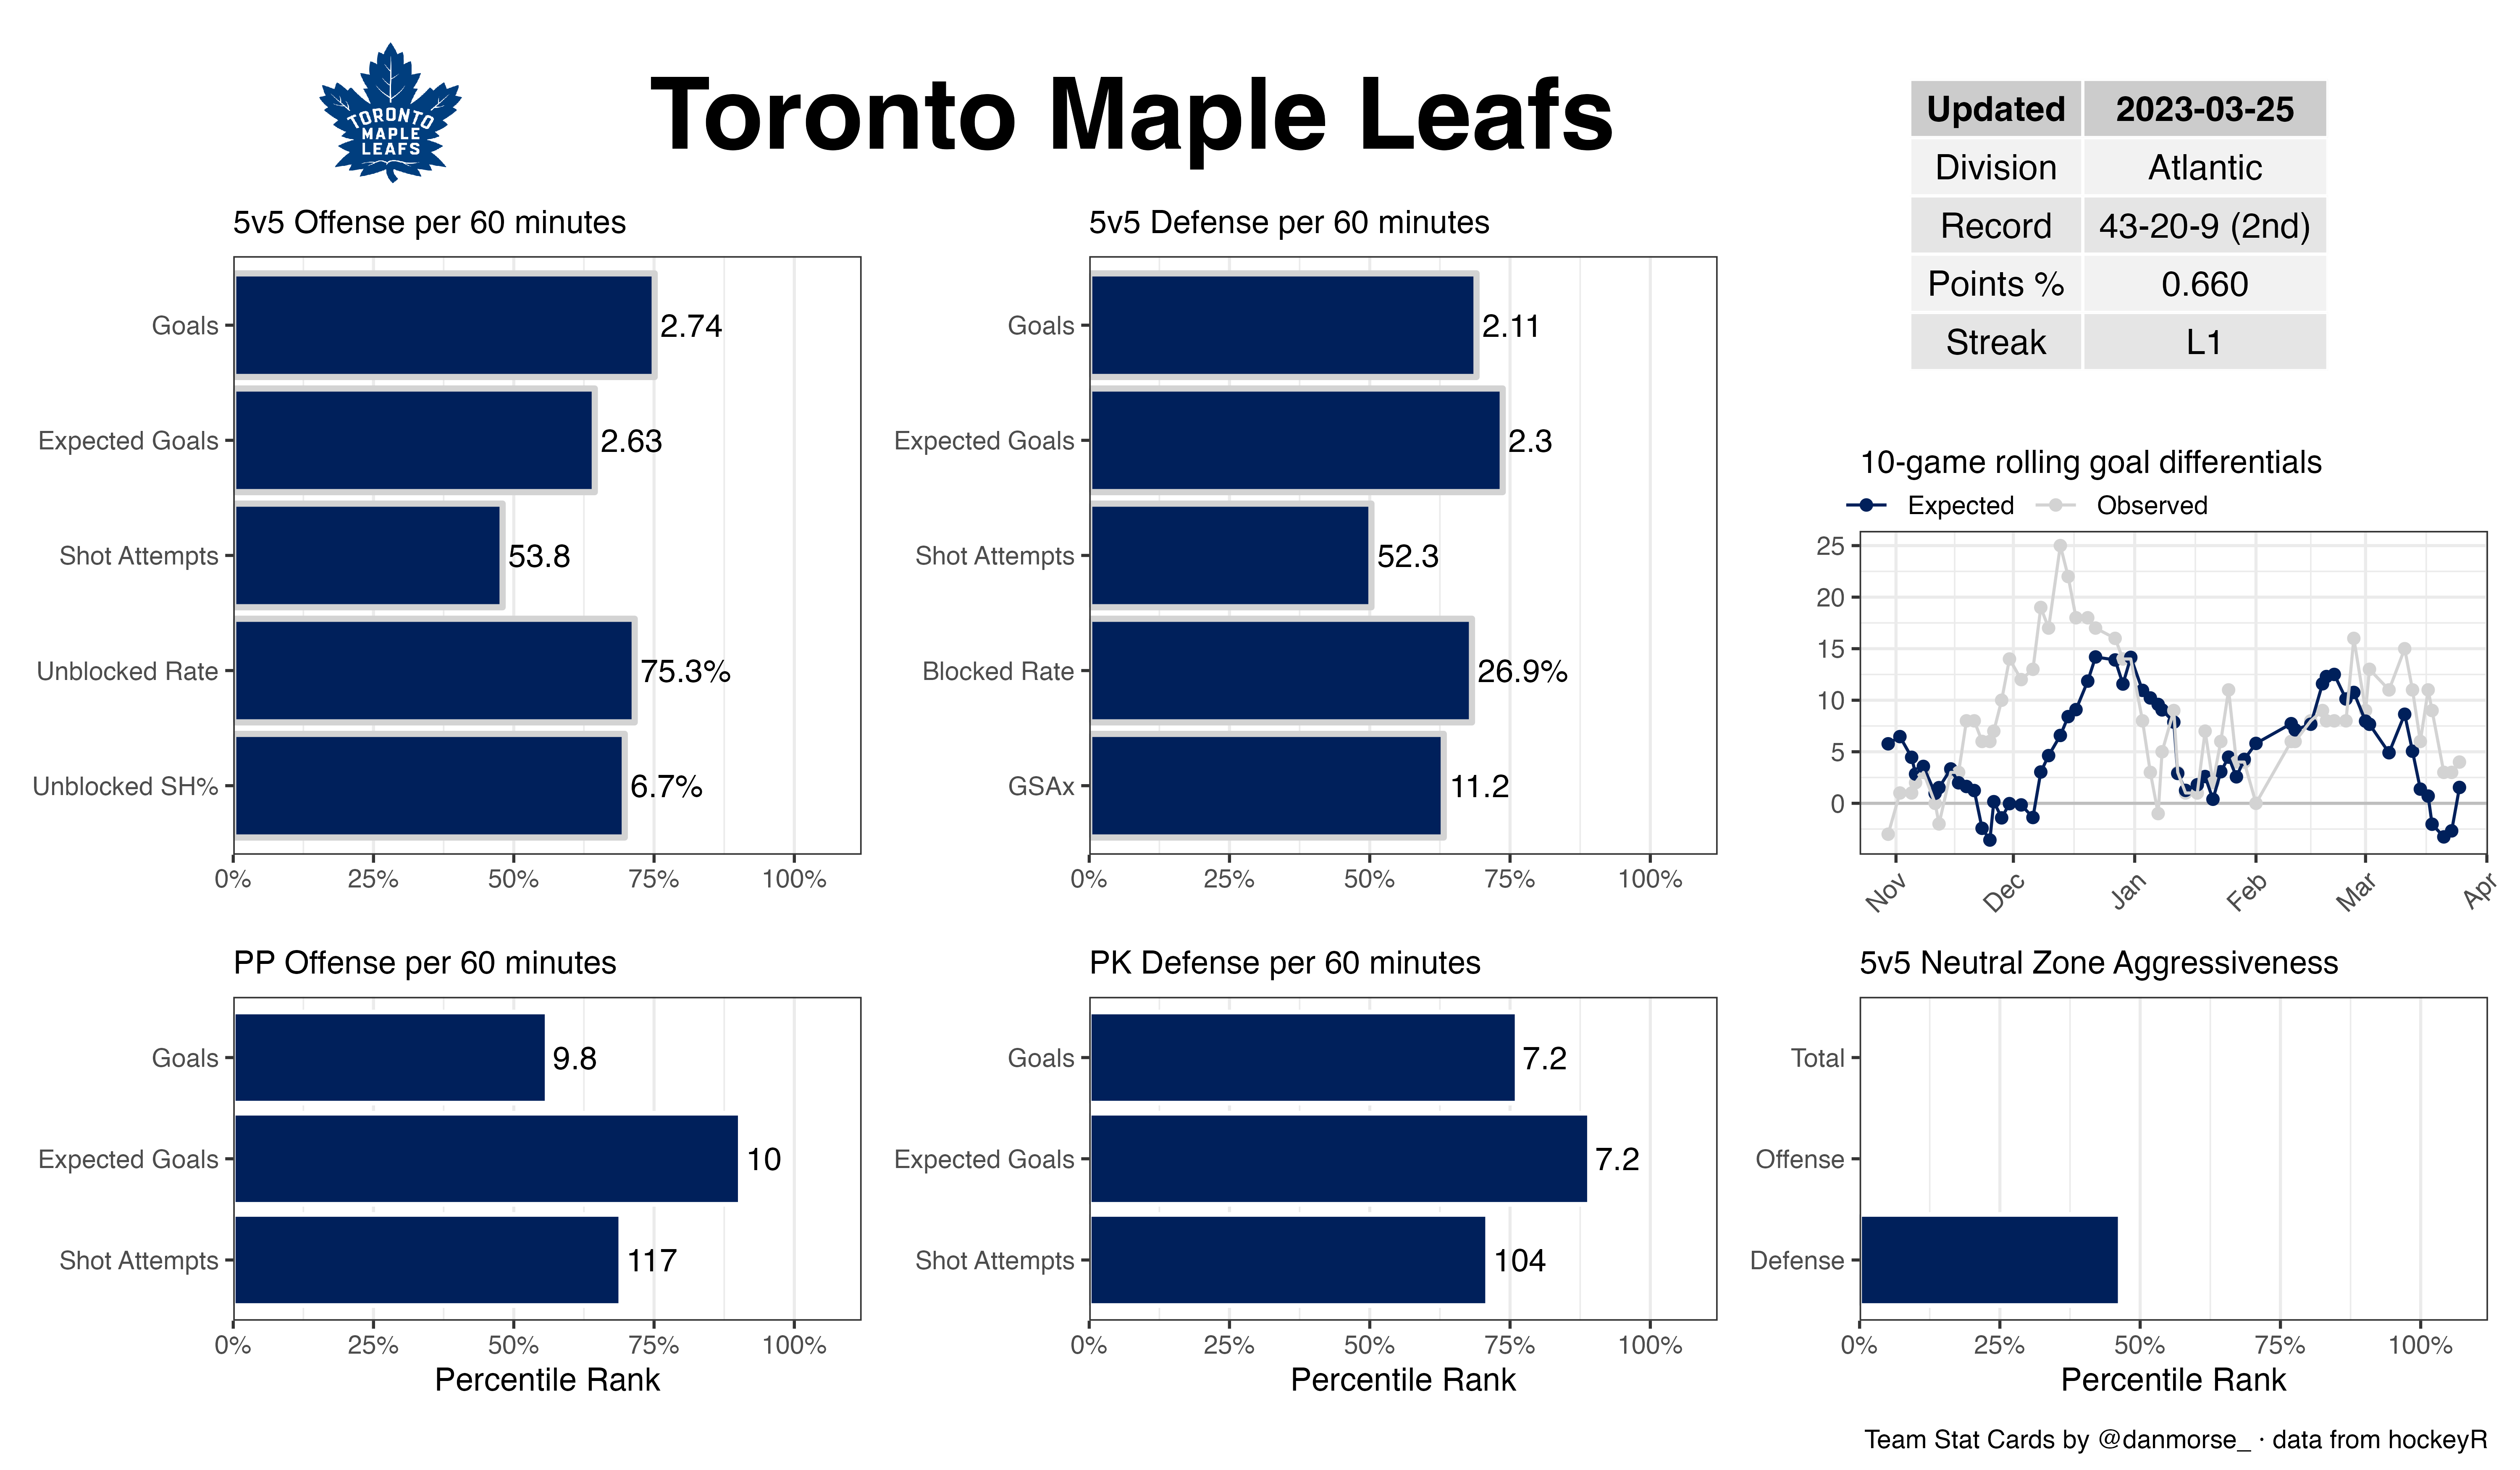 TORONTO
MAPLE
LEAFS
Toronto Maple Leafs
Updated 2023-03-25
Division Atlantic
Record 43-20-9 (2nd)
Points % 0.660
Streak L1
5v5 Offense per 60 minutes
Goals 2.74
Expected Goals 2.63
Shot Attempts 53.8
Unblocked Rate 75.3%
Unblocked SH% 6.7%
0% 25% 50% 75% 100%
5v5 Defense per 60 minutes
Goals 2.11
Expected Goals 2.3
Shot Attempts 52.3
Blocked Rate 26.9%
GSAx 11.2
0% 25% 50% 75% 100%
10-game rolling goal differentials
Expected Observed
25
20
15
10
5
0
Nov Dec Jan Feb Mar Apr
PP Offense per 60 minutes
Goals 9.8
Expected Goals 10
Shot Attempts 117
0% 25% 50% 75% 100%
Percentile Rank
PK Defense per 60 minutes
Goals 7.2
Expected Goals 7.2
Shot Attempts 104
0% 25% 50% 75% 100%
Percentile Rank
5v5 Neutral Zone Aggressiveness
Total
Offense
Defense
0% 25% 50% 75% 100%
Percentile Rank
Team Stat Cards by @danmorse_ · data from hockeyR